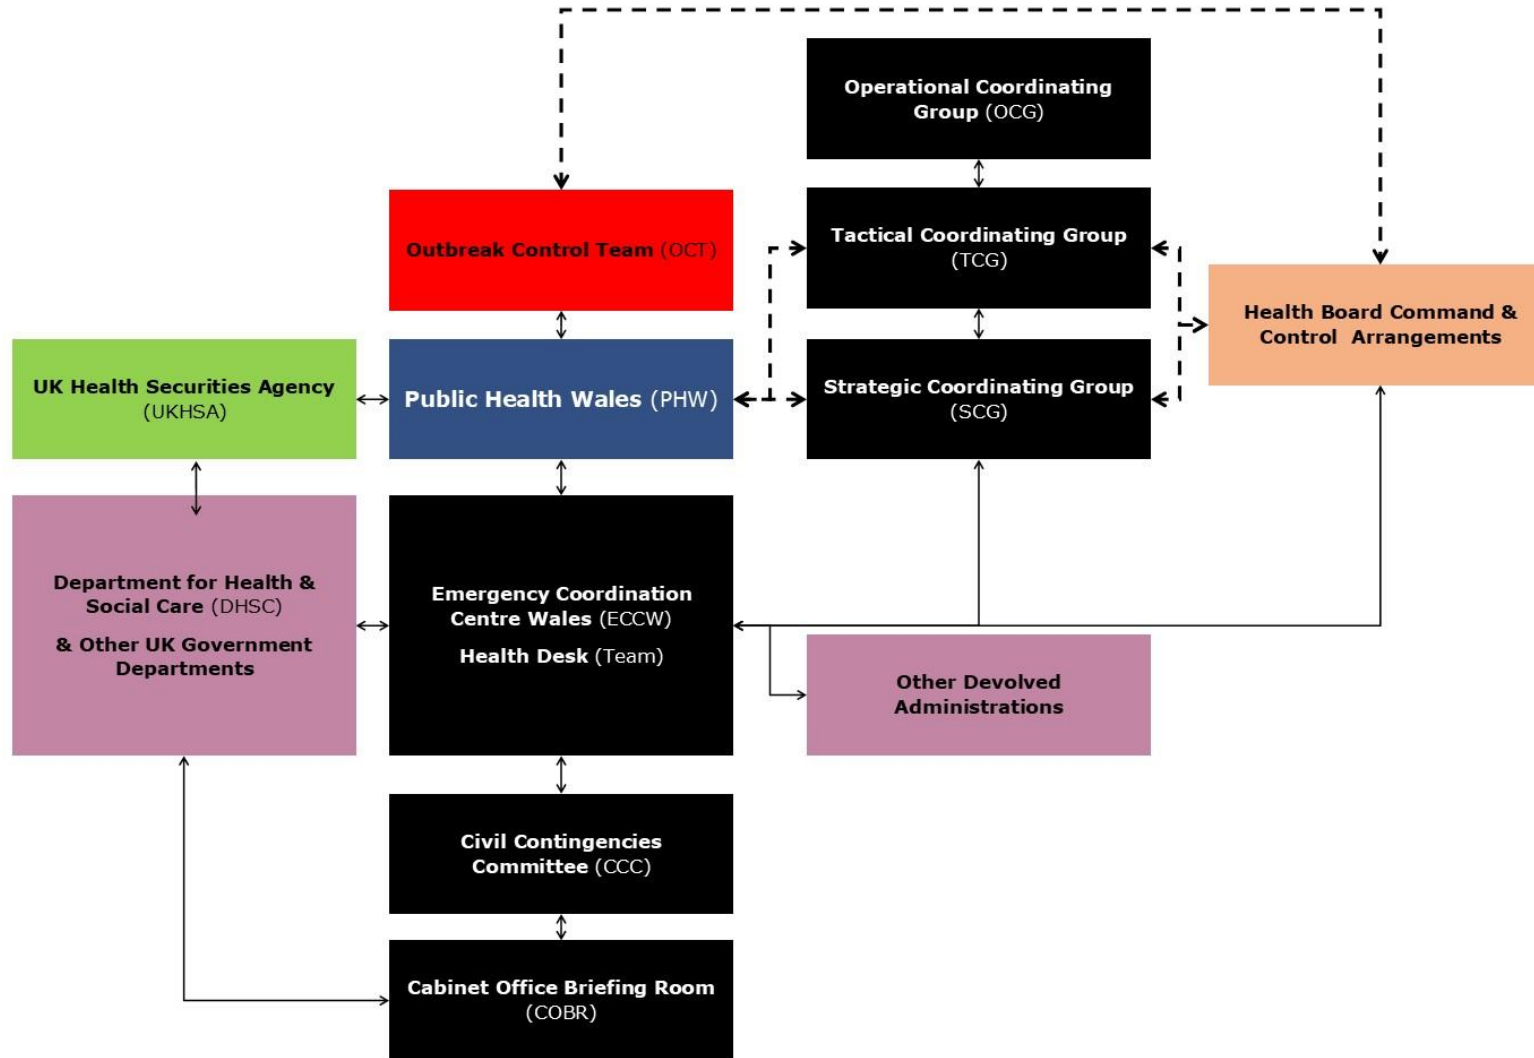 Operational Coordinating
Group (OCG)
Outbreak Control Team (OCT)
Tactical Coordinating Group
(TCG)
Health Board Command &
Control Arrangements
UK Health Securities Agency
(UKHSA)
Public Health Wales (PHW)
Strategic Coordinating Group
(SCG)
Department for Health &
Social Care (DHSC)
& Other UK Government
Departments
Emergency Coordination
Centre Wales (ECCW)
Health Desk (Team)
Other Devolved
Administrations
Civil Contingencies
Committee (CCC)
Cabinet Office Briefing Room
(COBR)